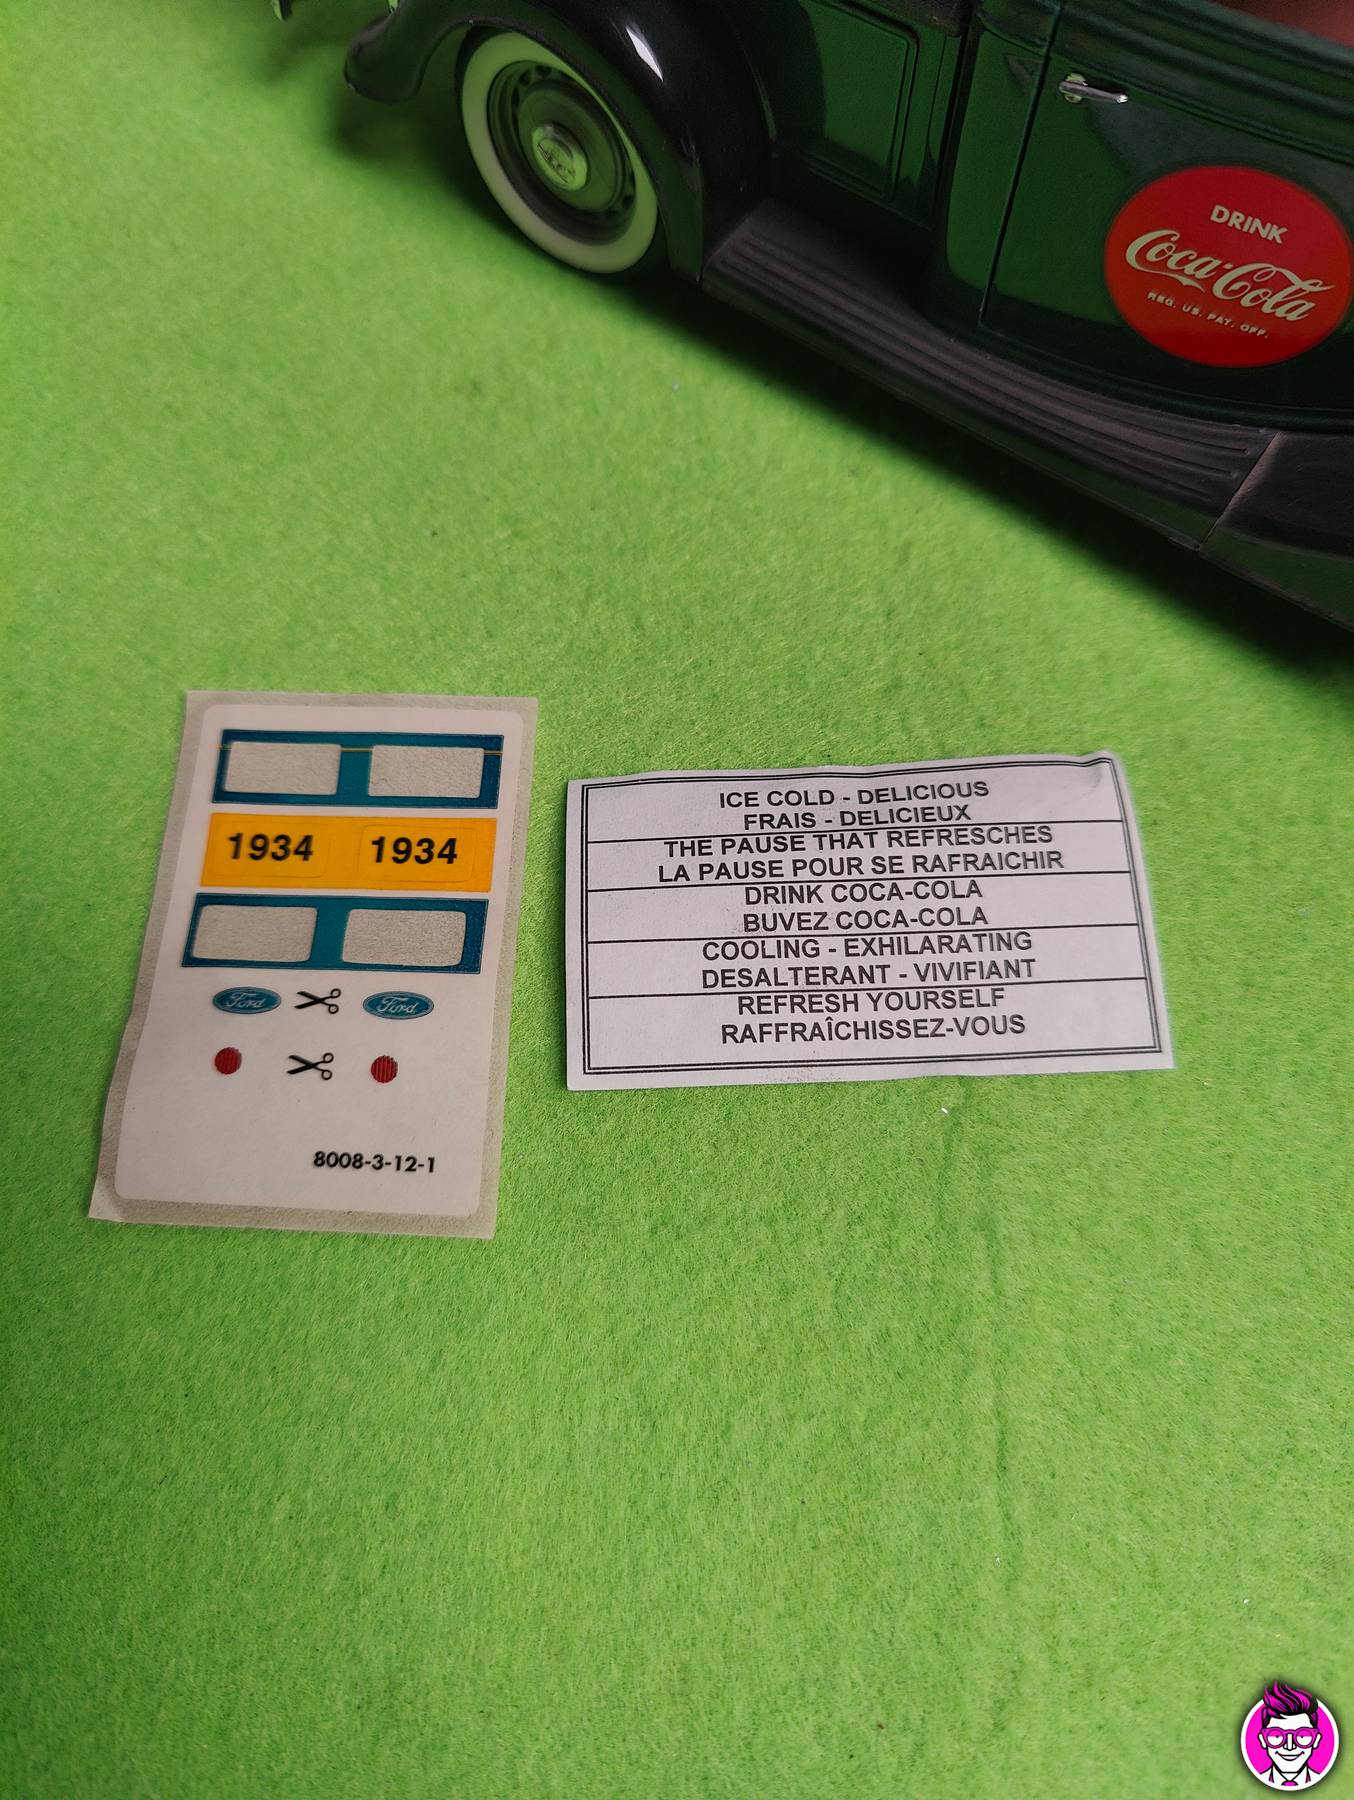 DRINK
Coca-Cola
REG. US. PAT. OFF.
1934 1934
Ford Ford
8008-3-12-1
ICE COLD - DELICIOUS
FRAIS - DELICIEUX
THE PAUSE THAT REFRESCHES
LA PAUSE POUR SE RAFRAICHIR
DRINK COCA-COLA
BUVEZ COCA-COLA
COOLING - EXHILARATING
DESALTERANT - VIVIFIANT
REFRESH YOURSELF
RAFFRAÎCHISSEZ-VOUS